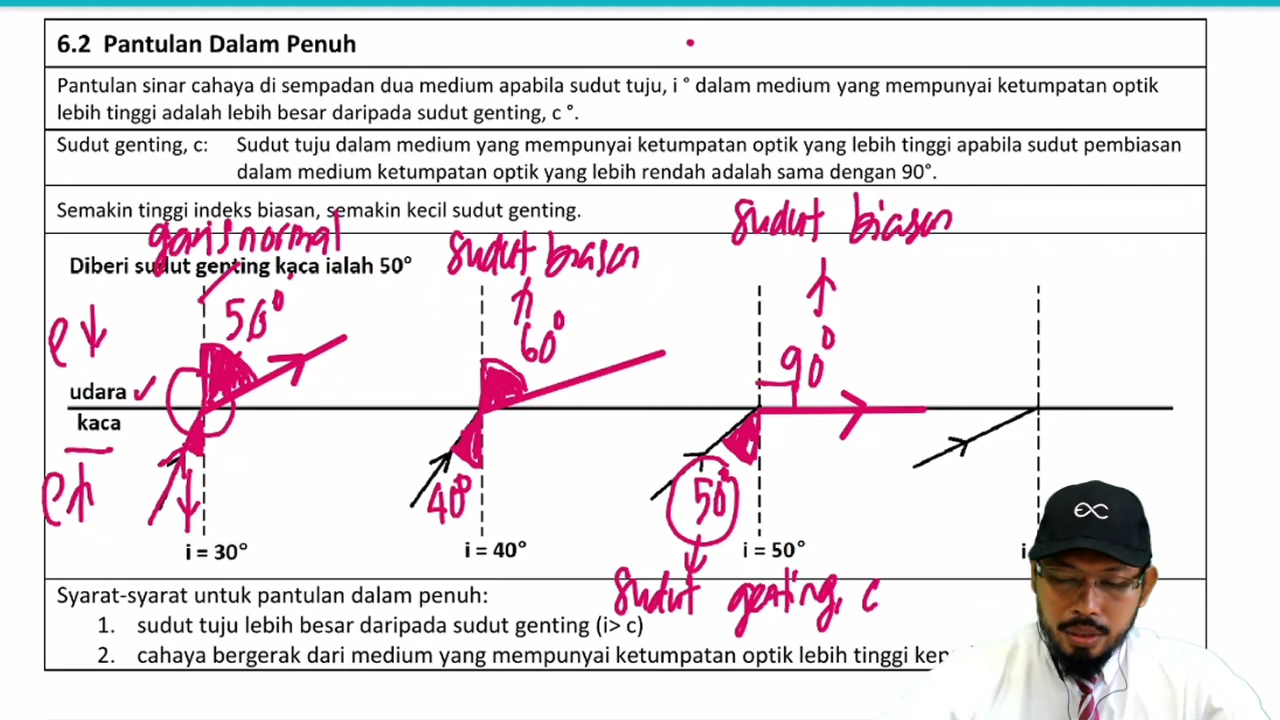 6.2 Pantulan Dalam Penuh
Pantulan sinar cahaya di sempadan dua medium apabila sudut tuju, i ° dalam medium yang mempunyai ketumpatan optik
lebih tinggi adalah lebih besar daripada sudut genting, c °.
Sudut genting, c: Sudut tuju dalam medium yang mempunyai ketumpatan optik yang lebih tinggi apabila sudut pembiasan
dalam medium ketumpatan optik yang lebih rendah adalah sama dengan 90°.
Semakin tinggi indeks biasan, semakin kecil sudut genting.
garis normal
sudut biasan
sudut biasan
Diberi sudut genting kaca ialah 50°
56°
60°
90°
udara
kaca
40°
50°
i = 30°
i = 40°
i = 50°
i
sudut genting, c
Syarat-syarat untuk pantulan dalam penuh:
1. sudut tuju lebih besar daripada sudut genting (i> c)
2. cahaya bergerak dari medium yang mempunyai ketumpatan optik lebih tinggi